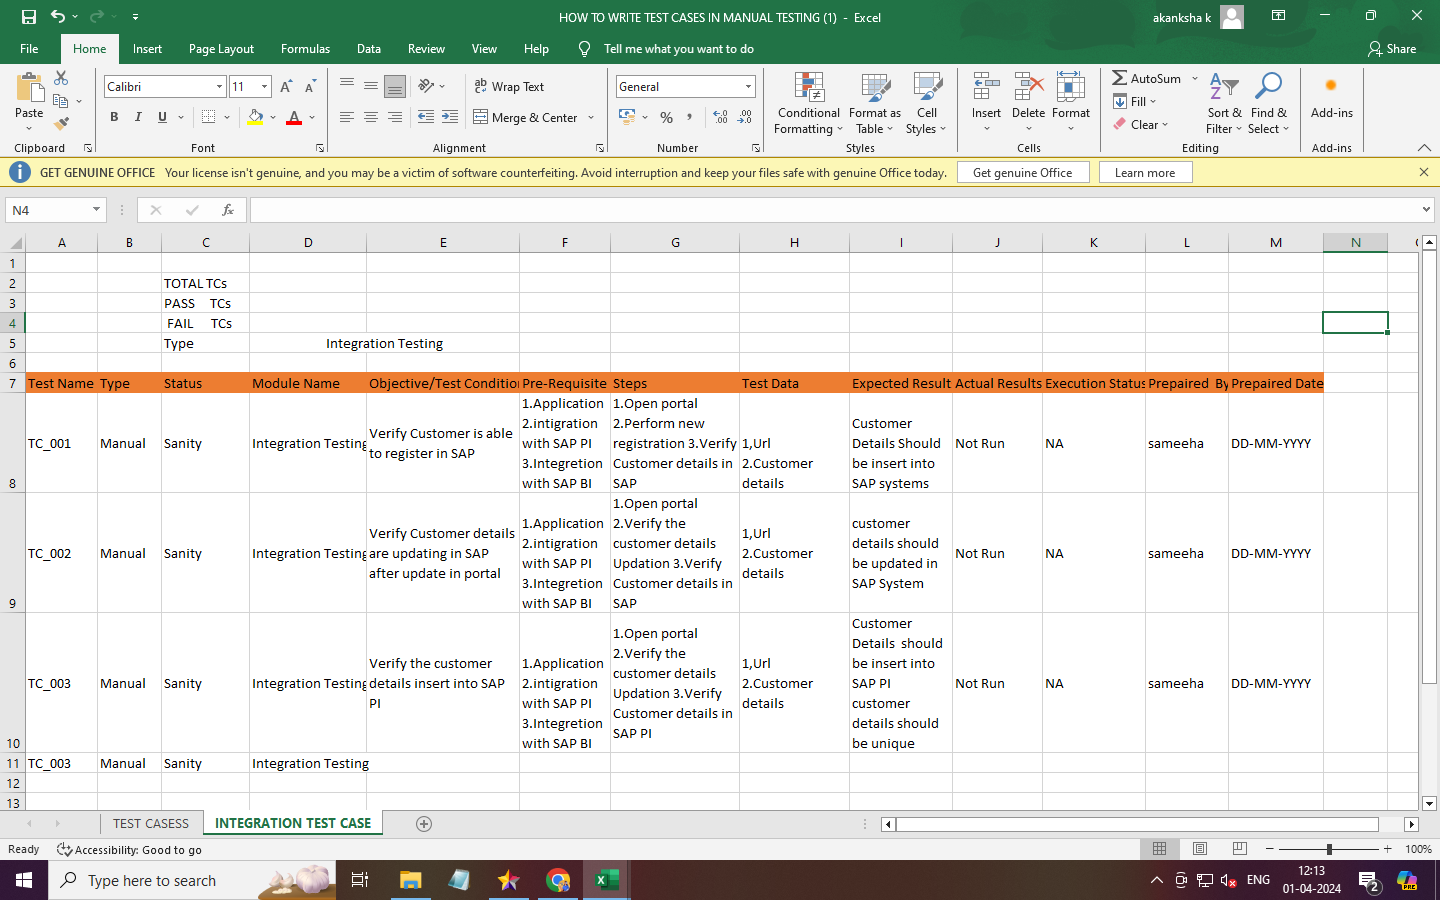 HOW TO WRITE TEST CASES IN MANUAL TESTING (1) - Excel
akanksha k
File Home Insert Page Layout Formulas Data Review View Help Tell me what you want to do Share
Paste
Clipboard
Calibri 11
B I U
Font
Wrap Text
Merge & Center
Alignment
General
Number
Conditional Formatting
Format as Table
Cell Styles
Styles
Insert Delete Format
Cells
AutoSum
Fill
Clear
Sort & Filter
Find & Select
Editing
Add-ins
Add-ins
GET GENUINE OFFICE Your license isn't genuine, and you may be a victim of software counterfeiting. Avoid interruption and keep your files safe with genuine Office today. Get genuine Office Learn more
N4 fx
A B C D E F G H I J K L M N
1
2 TOTAL TCs
3 PASS TCs
4 FAIL TCs
5 Type Integration Testing
6
7 Test Name Type Status Module Name Objective/Test Conditio Pre-Requisite Steps Test Data Expected Result Actual Results Execution Status Prepaired By Prepaired Date
8 TC_001 Manual Sanity Integration Testing
Verify Customer is able
to register in SAP
1.Application
2.intigration
with SAP PI
3.Integretion
with SAP BI
1.Open portal
2.Perform new
registration 3.Verify
Customer details in
SAP
1,Url
2.Customer
details
Customer
Details Should
be insert into
SAP systems
Not Run NA sameeha DD-MM-YYYY
9 TC_002 Manual Sanity Integration Testing
Verify Customer details
are updating in SAP
after update in portal
1.Application
2.intigration
with SAP PI
3.Integretion
with SAP BI
1.Open portal
2.Verify the
customer details
Updation 3.Verify
Customer details in
SAP
1,Url
2.Customer
details
customer
details should
be updated in
SAP System
Not Run NA sameeha DD-MM-YYYY
10 TC_003 Manual Sanity Integration Testing
Verify the customer
details insert into SAP
PI
1.Application
2.intigration
with SAP PI
3.Integretion
with SAP BI
1.Open portal
2.Verify the
customer details
Updation 3.Verify
Customer details in
SAP PI
1,Url
2.Customer
details
Customer
Details should
be insert into
SAP PI
customer
details should
be unique
Not Run NA sameeha DD-MM-YYYY
11 TC_003 Manual Sanity Integration Testing
12
13
TEST CASESS INTEGRATION TEST CASE
Ready Accessibility: Good to go 100%
Type here to search
ENG
12:13
01-04-2024
2
PRE